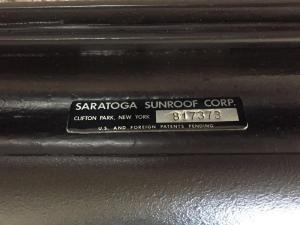 SARATOGA SUNROOF CORP.
CLIFTON PARK, NEW YORK 817373
U.S. AND FOREIGN PATENTS PENDING